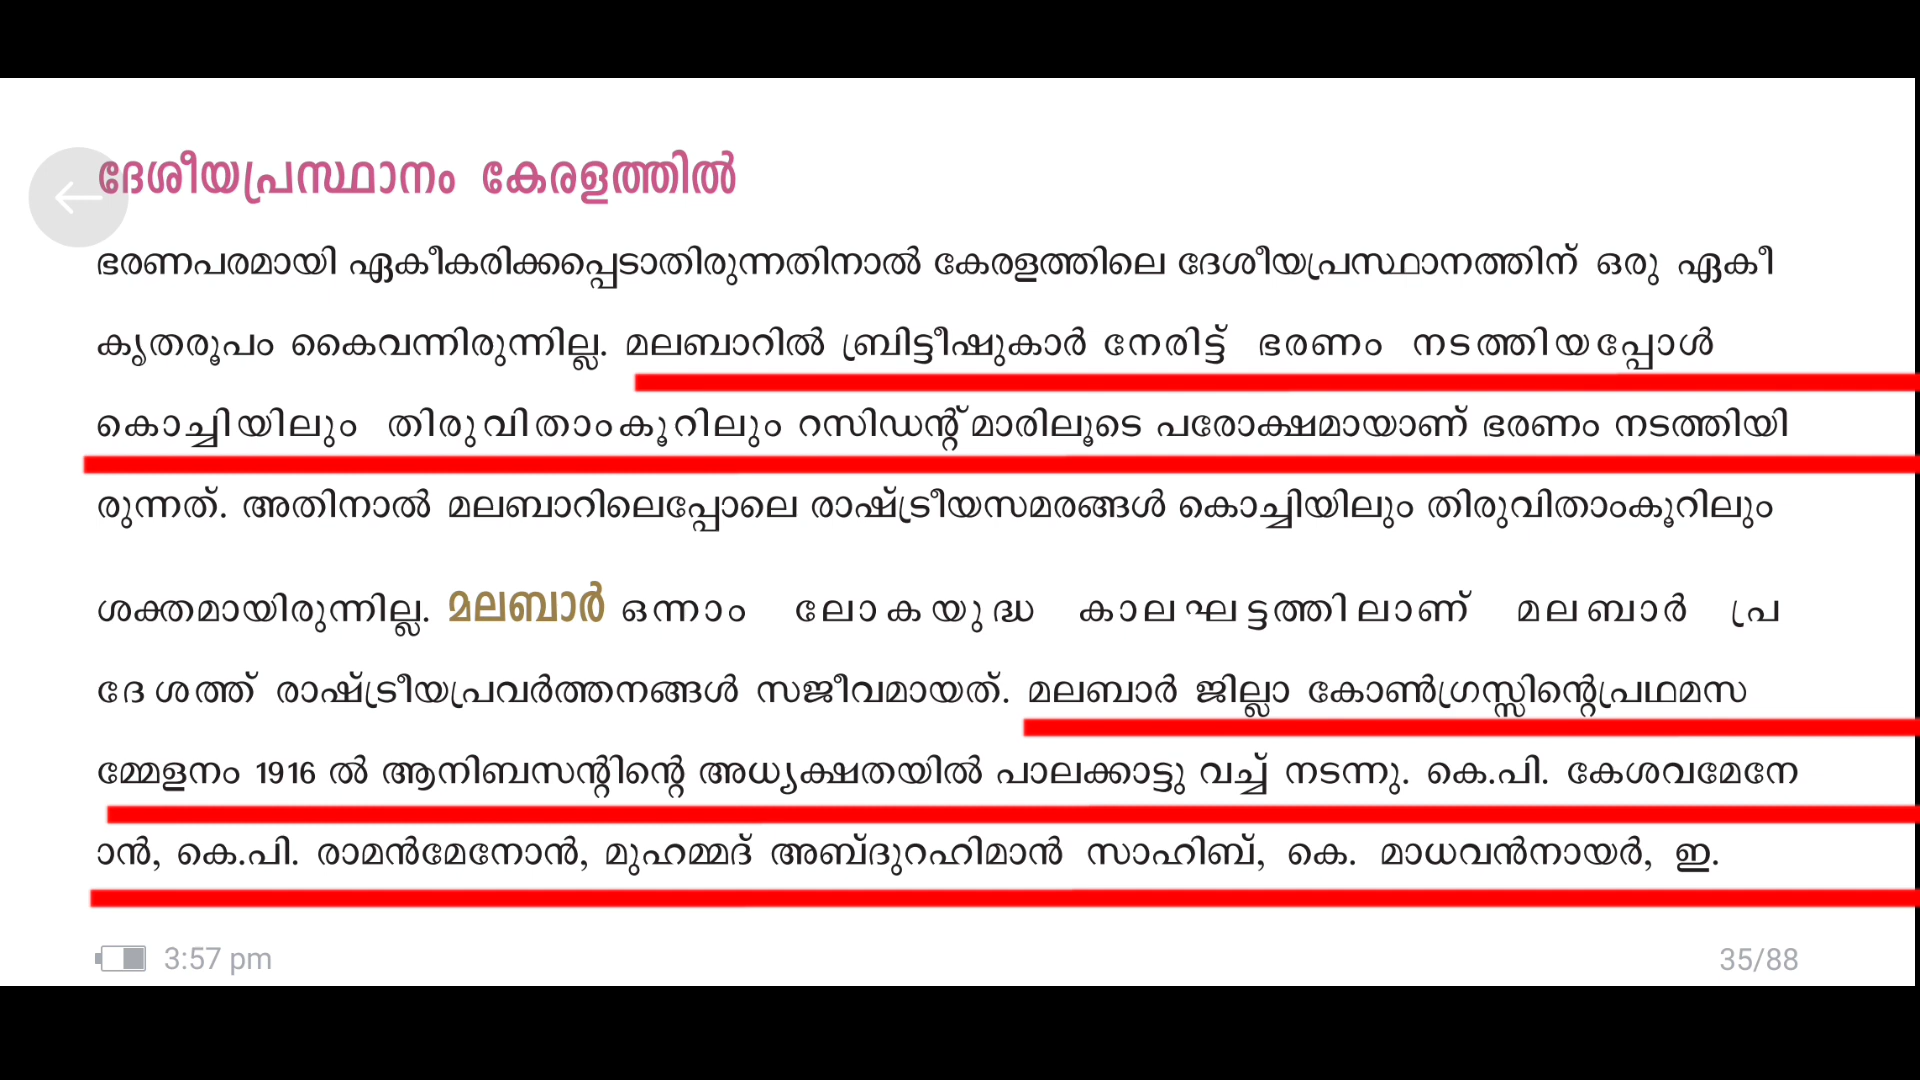 ദേശീയപ്രസ്ഥാനം കേരളത്തിൽ
ഭരണപരമായി ഏകീകരിക്കപ്പെടാതിരുന്നതിനാൽ കേരളത്തിലെ ദേശീയപ്രസ്ഥാനത്തിന് ഒരു ഏകീ
കൃതരൂപം കൈവന്നിരുന്നില്ല. മലബാറിൽ ബ്രിട്ടീഷുകാർ നേരിട്ട് ഭരണം നടത്തിയപ്പോൾ
കൊച്ചിയിലും തിരുവിതാംകൂറിലും റസിഡന്റ്മാരിലൂടെ പരോക്ഷമായാണ് ഭരണം നടത്തിയി
രുന്നത്. അതിനാൽ മലബാറിലെപ്പോലെ രാഷ്ട്രീയസമരങ്ങൾ കൊച്ചിയിലും തിരുവിതാംകൂറിലും
ശക്തമായിരുന്നില്ല. മലബാർ ഒന്നാം ലോകയുദ്ധ കാലഘട്ടത്തിലാണ് മലബാർ പ്ര
ദേശത്ത് രാഷ്ട്രീയപ്രവർത്തനങ്ങൾ സജീവമായത്. മലബാർ ജില്ലാ കോൺഗ്രസ്സിന്റെപ്രഥമസ
മ്മേളനം 1916 ൽ ആനിബസന്റിന്റെ അധ്യക്ഷതയിൽ പാലക്കാട്ടു വച്ച് നടന്നു. കെ.പി. കേശവമേനേ
ാൻ, കെ.പി. രാമൻമേനോൻ, മുഹമ്മദ് അബ്ദുറഹിമാൻ സാഹിബ്, കെ. മാധവൻനായർ, ഇ.
3:57 pm
35/88